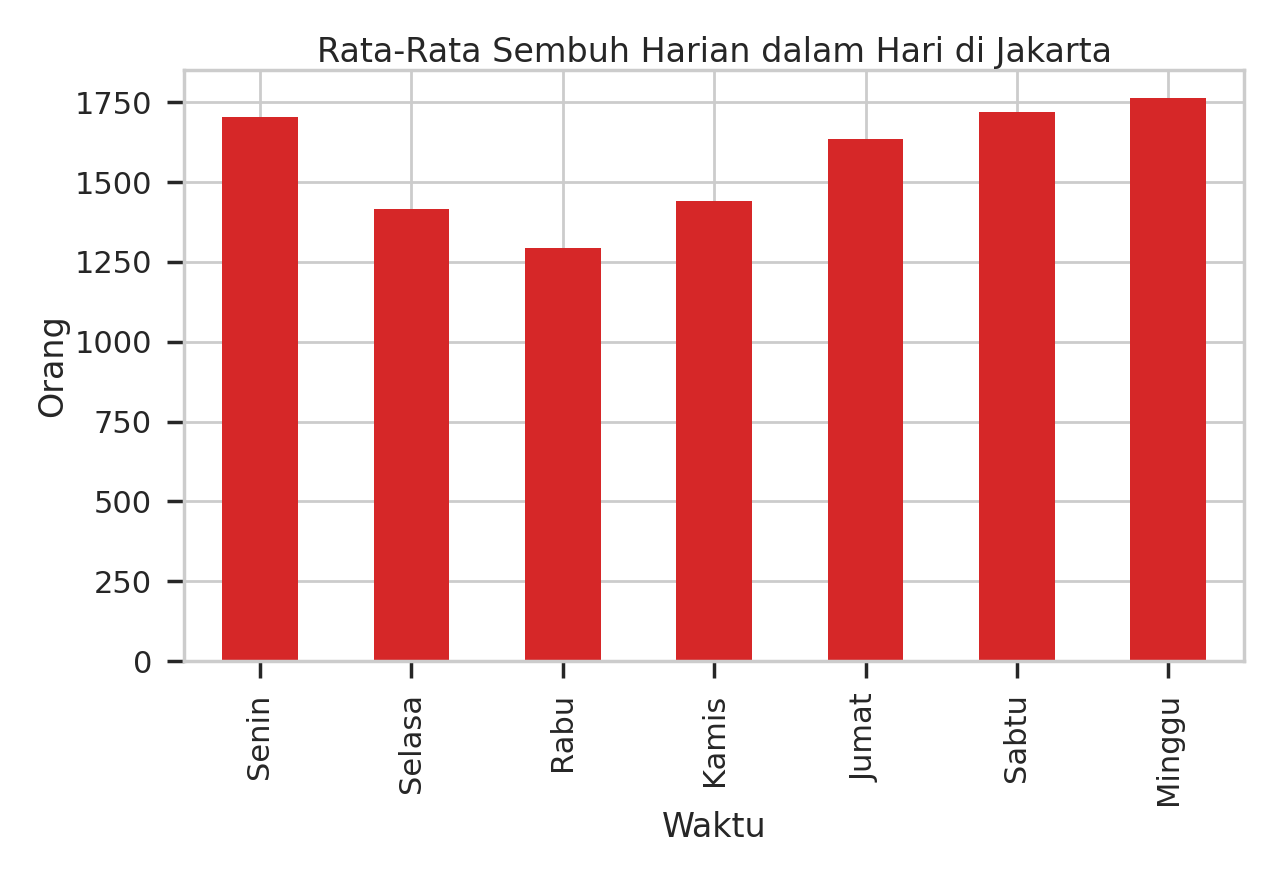 Rata-Rata Sembuh Harian dalam Hari di Jakarta
1750
1500
1250
1000
750
500
250
0
Orang
Senin
Selasa
Rabu
Kamis
Jumat
Sabtu
Minggu
Waktu